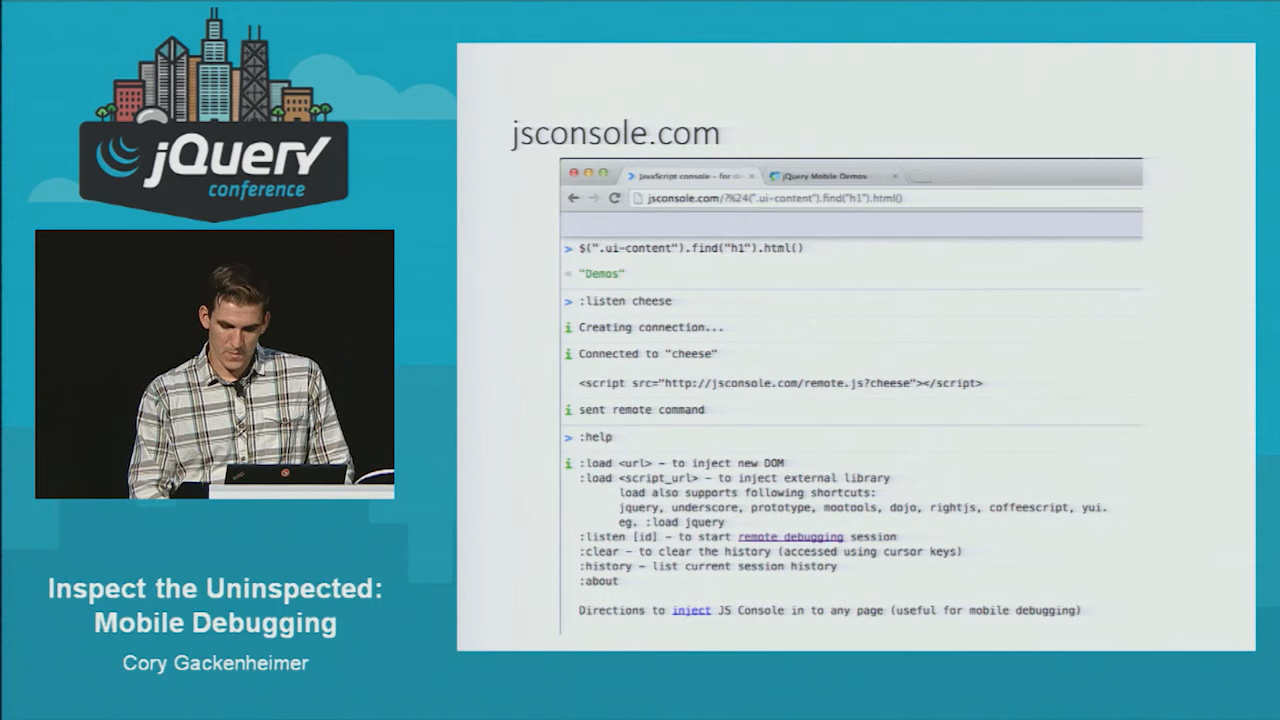 jQuery
conference
Inspect the Uninspected:
Mobile Debugging
Cory Gackenheimer
jsconsole.com
JavaScript console – for de
jQuery Mobile Demos
jsconsole.com/?%24(".ui-content").find("h1").html()
> $(".ui-content").find("h1").html()
"Demos"
> :listen cheese
i Creating connection...
i Connected to "cheese"
<script src="http://jsconsole.com/remote.js?cheese"></script>
i sent remote command
> :help
i :load <url> – to inject new DOM
:load <script_url> – to inject external library
load also supports following shortcuts:
jquery, underscore, prototype, mootools, dojo, rightjs, coffeescript, yui.
eg. :load jquery
:listen [id] – to start remote debugging session
:clear – to clear the history (accessed using cursor keys)
:history – list current session history
:about
Directions to inject JS Console in to any page (useful for mobile debugging)